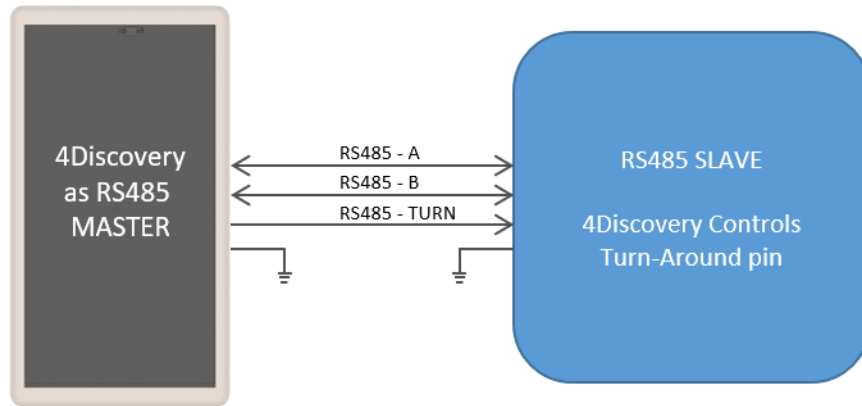 4Discovery
as RS485
MASTER
RS485 - A
RS485 - B
RS485 - TURN
RS485 SLAVE
4Discovery Controls
Turn-Around pin